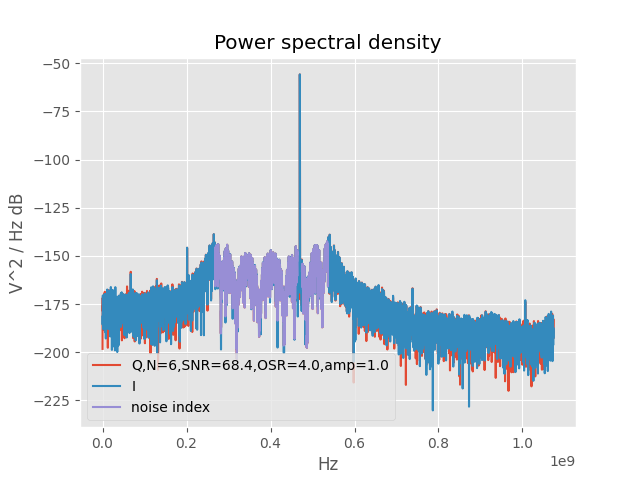 Power spectral density
V^2 / Hz dB
−50
−75
−100
−125
−150
−175
−200
−225
Q,N=6,SNR=68.4,OSR=4.0,amp=1.0
I
noise index
0.0 0.2 0.4 0.6 0.8 1.0
1e9
Hz